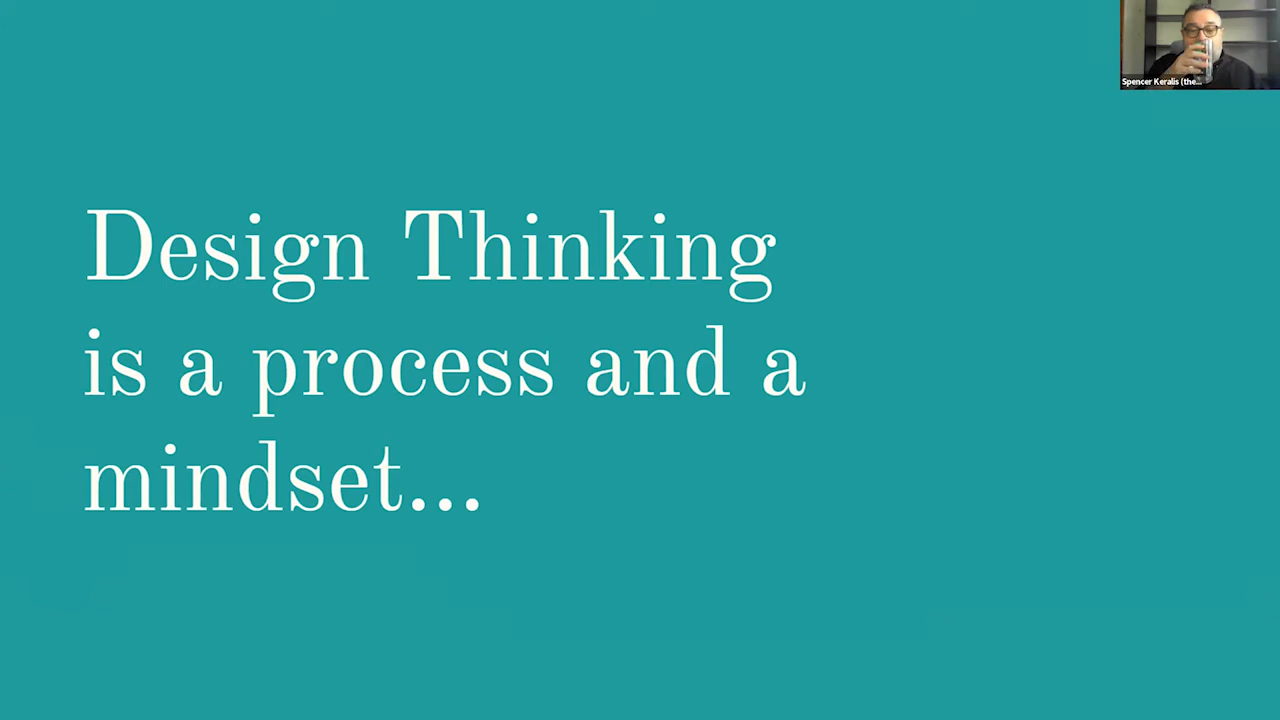 Spencer Keralis (the...
Design Thinking
is a process and a
mindset...